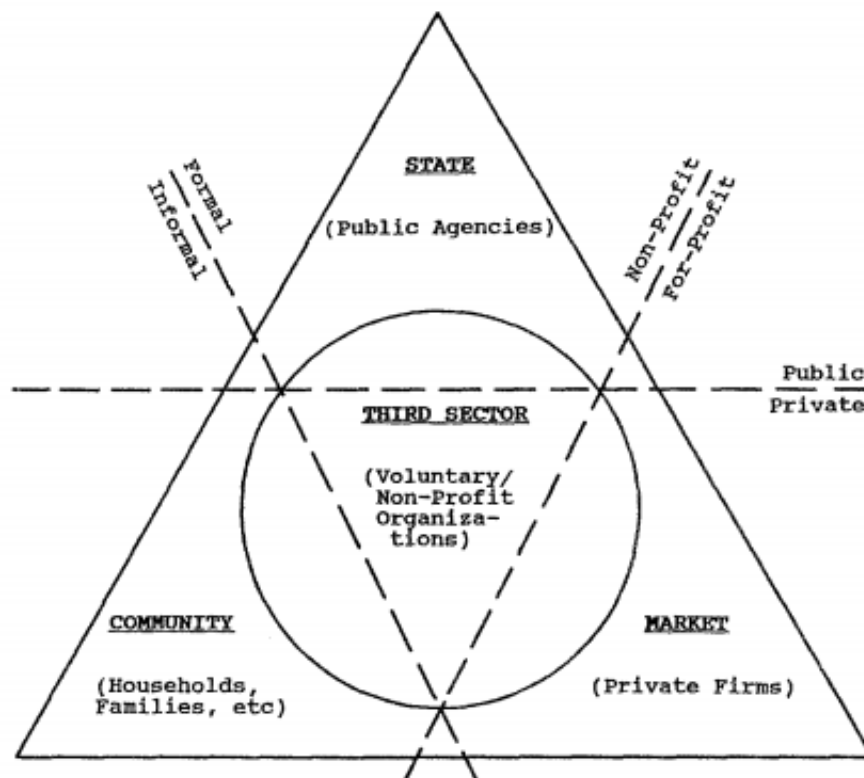 STATE
(Public Agencies)
Formal
Informal
Non-Profit
For-Profit
Public
Private
THIRD SECTOR
(Voluntary/
Non-Profit
Organiza-
tions)
COMMUNITY
(Households,
Families, etc)
MARKET
(Private Firms)